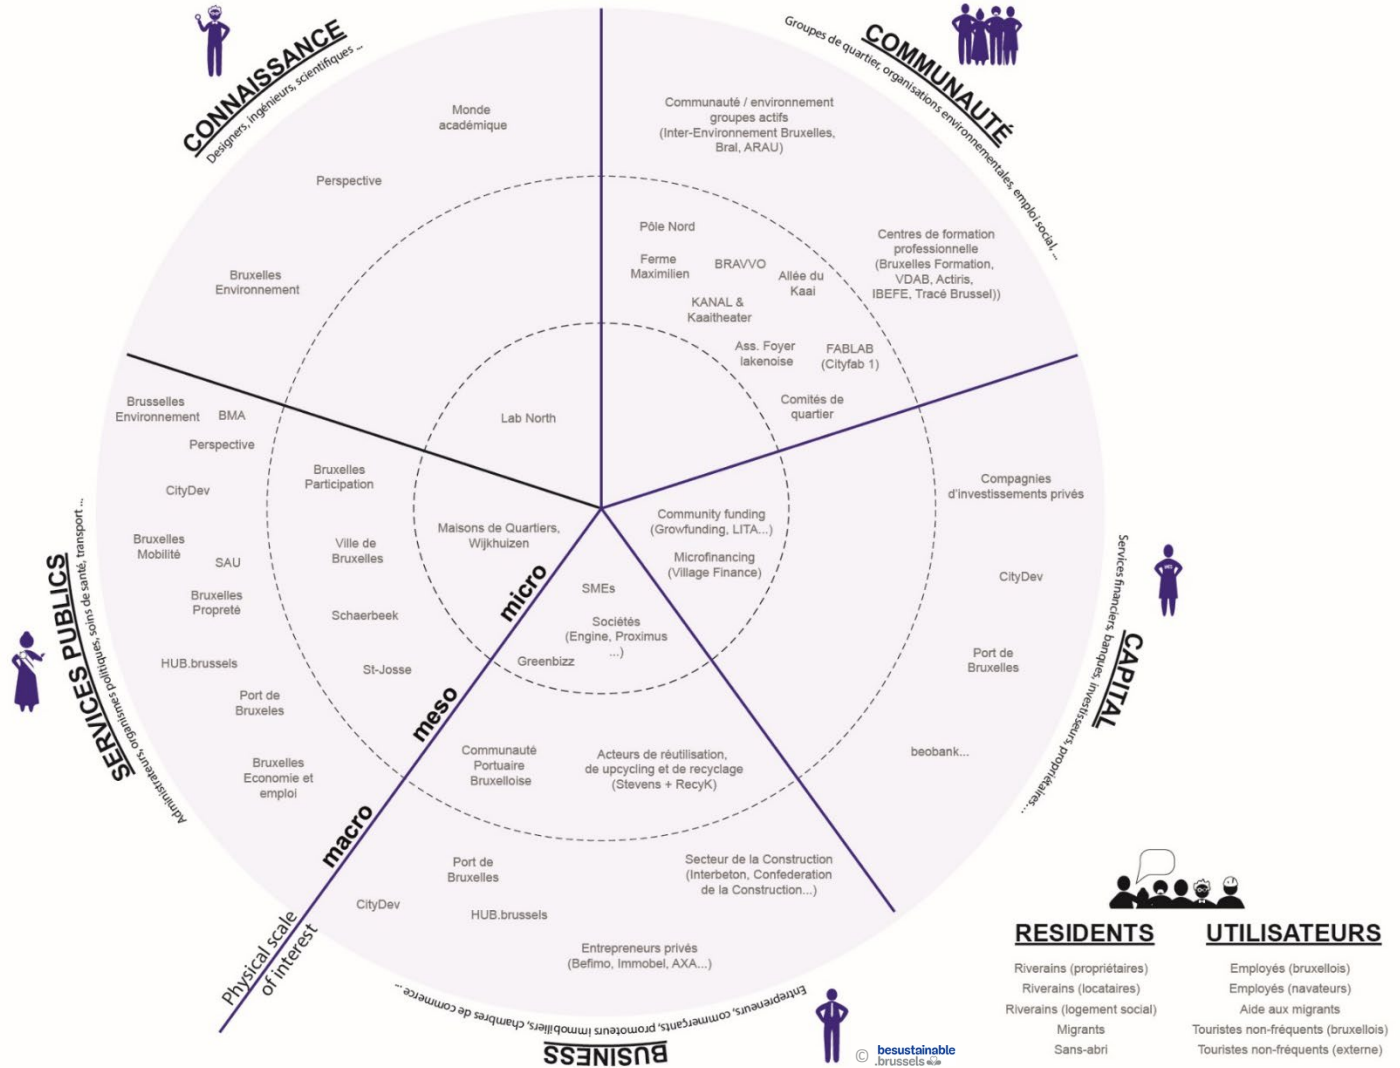 CONNAISSANCE
Designers, ingénieurs, scientifiques ...
Monde
académique
Perspective
Bruxelles
Environnement
Lab North
COMMUNAUTÉ
Groupes de quartier, organisations environnementales, emploi social, ...
Communauté / environnement
groupes actifs
(Inter-Environnement Bruxelles,
Bral, ARAU)
Pôle Nord
Ferme
Maximilien
BRAVVO
Allée du
Kaai
KANAL &
Kaaitheater
Centres de formation
professionnelle
(Bruxelles Formation,
VDAB, Actiris,
IBEFE, Tracé Brussel))
Ass. Foyer
lakenoise
FABLAB
(Cityfab 1)
Comités de
quartier
CAPITAL
Services financiers, banques, investisseurs, propriétaires...
Compagnies
d'investissements privés
CityDev
Port de
Bruxelles
beobank...
Community funding
(Growfunding, LITA...)
Microfinancing
(Village Finance)
SERVICES PUBLICS
Administrateurs, organismes politiques, soins de santé, transport ...
Brusselles
Environnement
BMA
Perspective
CityDev
Bruxelles
Mobilité
SAU
Bruxelles
Propreté
HUB.brussels
Port de
Bruxeles
Bruxelles
Economie et
emploi
Bruxelles
Participation
Ville de
Bruxelles
Schaerbeek
St-Josse
Maisons de Quartiers,
Wijkhuizen
micro
meso
macro
Physical scale
of interest
SMEs
Sociétés
(Engine, Proximus
...)
Greenbizz
Communauté
Portuaire
Bruxelloise
Acteurs de réutilisation,
de upcycling et de recyclage
(Stevens + RecyK)
Port de
Bruxelles
CityDev
HUB.brussels
Secteur de la Construction
(Interbeton, Confederation
de la Construction...)
Entrepreneurs privés
(Befimo, Immobel, AXA...)
Entrepreneurs, commerçants, promoteurs immobiliers, chambres de commerce ...
BUSINESS
RESIDENTS
Riverains (propriétaires)
Riverains (locataires)
Riverains (logement social)
Migrants
Sans-abri
UTILISATEURS
Employés (bruxellois)
Employés (navateurs)
Aide aux migrants
Touristes non-fréquents (bruxellois)
Touristes non-fréquents (externe)
© besustainable
.brussels